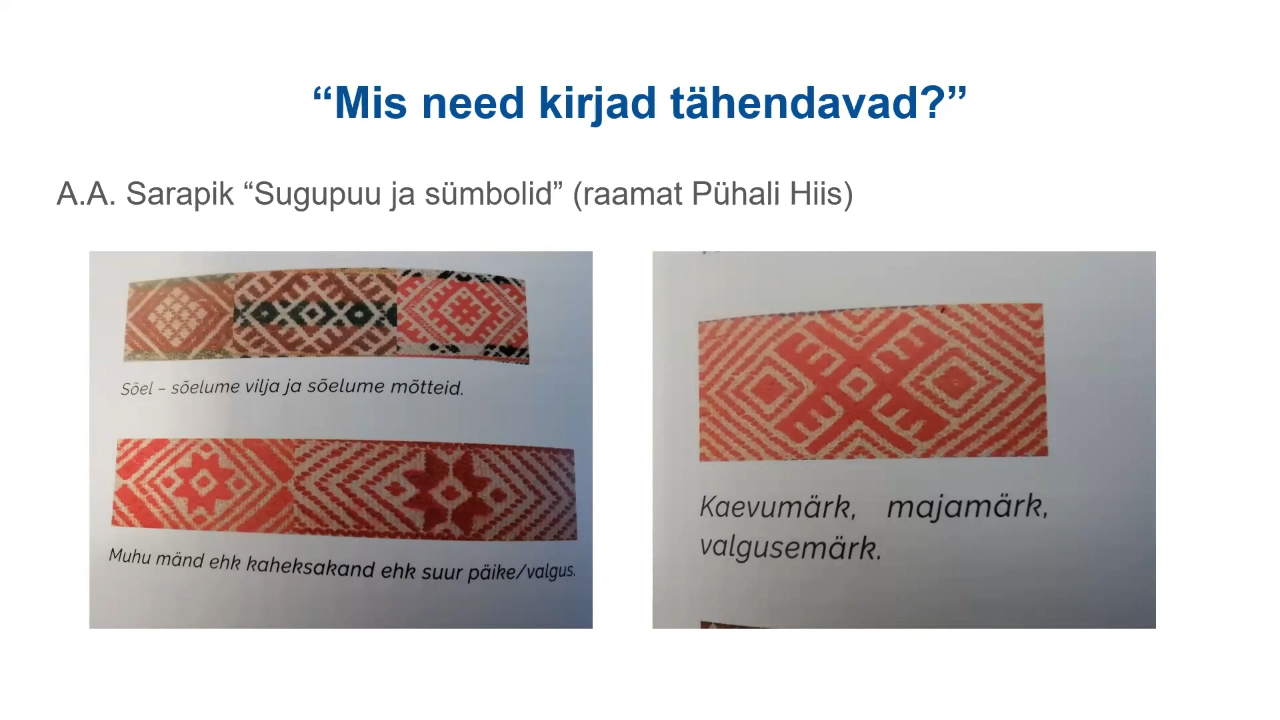 “Mis need kirjad tähendavad?”
A.A. Sarapik “Sugupuu ja sümbolid” (raamat Pühali Hiis)
Sõel – sõelume vilja ja sõelume mõtteid.
Muhu mänd ehk kaheksakand ehk suur päike/valgus.
Kaevumärk, majamärk,
valgusemärk.